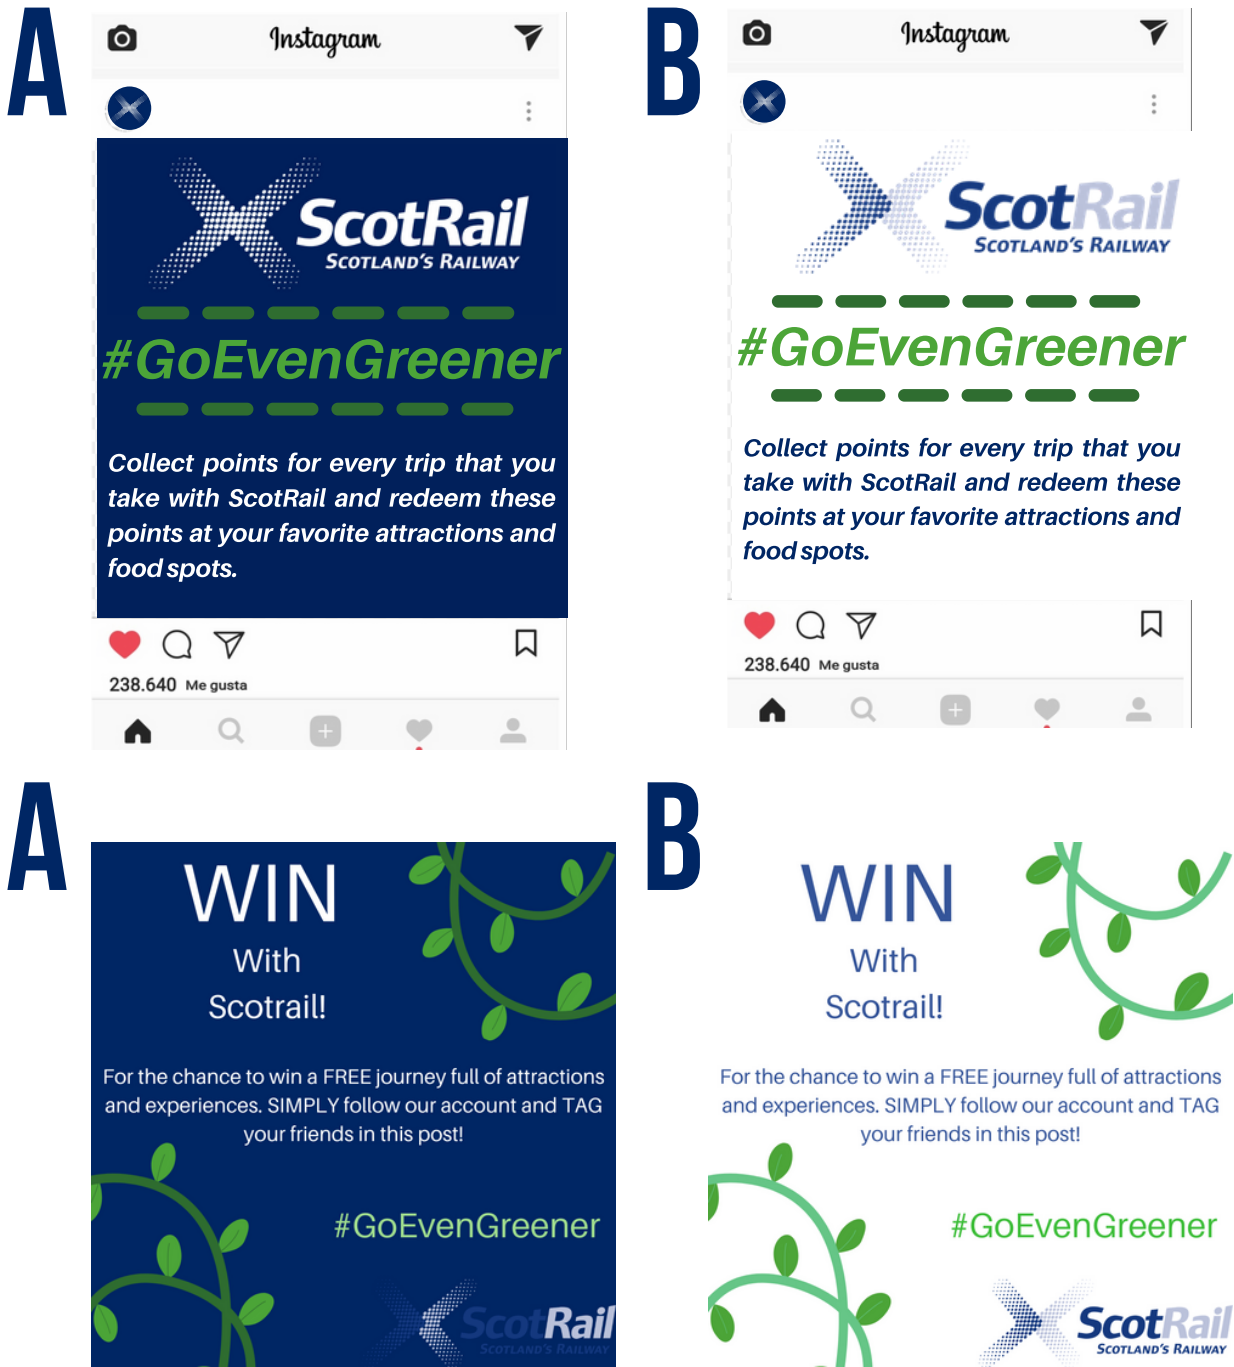 A
Instagram
ScotRail
SCOTLAND'S RAILWAY
#GoEvenGreener
Collect points for every trip that you
take with ScotRail and redeem these
points at your favorite attractions and
food spots.
238.640 Me gusta
B
Instagram
ScotRail
SCOTLAND'S RAILWAY
#GoEvenGreener
Collect points for every trip that you
take with ScotRail and redeem these
points at your favorite attractions and
food spots.
238.640 Me gusta
A
WIN
With
Scotrail!
For the chance to win a FREE journey full of attractions
and experiences. SIMPLY follow our account and TAG
your friends in this post!
#GoEvenGreener
ScotRail
SCOTLAND'S RAILWAY
B
WIN
With
Scotrail!
For the chance to win a FREE journey full of attractions
and experiences. SIMPLY follow our account and TAG
your friends in this post!
#GoEvenGreener
ScotRail
SCOTLAND'S RAILWAY